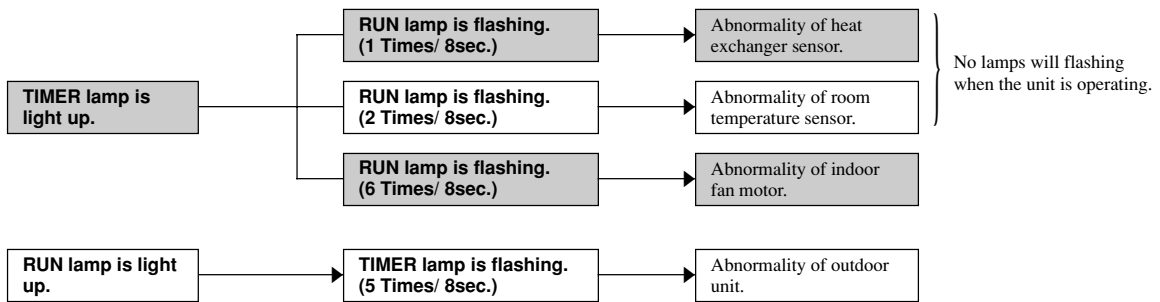 RUN lamp is flashing.
(1 Times/ 8sec.)
Abnormality of heat
exchanger sensor.
No lamps will flashing
when the unit is operating.
TIMER lamp is
light up.
RUN lamp is flashing.
(2 Times/ 8sec.)
Abnormality of room
temperature sensor.
RUN lamp is flashing.
(6 Times/ 8sec.)
Abnormality of indoor
fan motor.
RUN lamp is light
up.
TIMER lamp is flashing.
(5 Times/ 8sec.)
Abnormality of outdoor
unit.